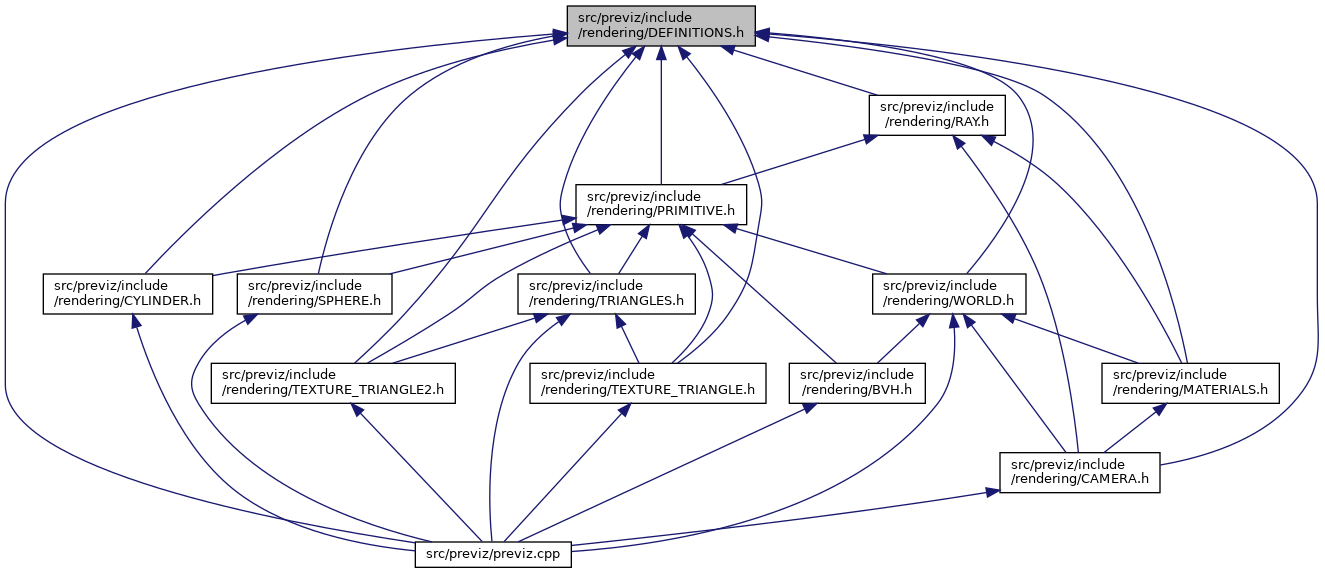 src/previz/include
/rendering/DEFINITIONS.h
src/previz/include
/rendering/RAY.h
src/previz/include
/rendering/PRIMITIVE.h
src/previz/include
/rendering/CYLINDER.h
src/previz/include
/rendering/SPHERE.h
src/previz/include
/rendering/TRIANGLES.h
src/previz/include
/rendering/WORLD.h
src/previz/include
/rendering/TEXTURE_TRIANGLE2.h
src/previz/include
/rendering/TEXTURE_TRIANGLE.h
src/previz/include
/rendering/BVH.h
src/previz/include
/rendering/MATERIALS.h
src/previz/include
/rendering/CAMERA.h
src/previz/previz.cpp